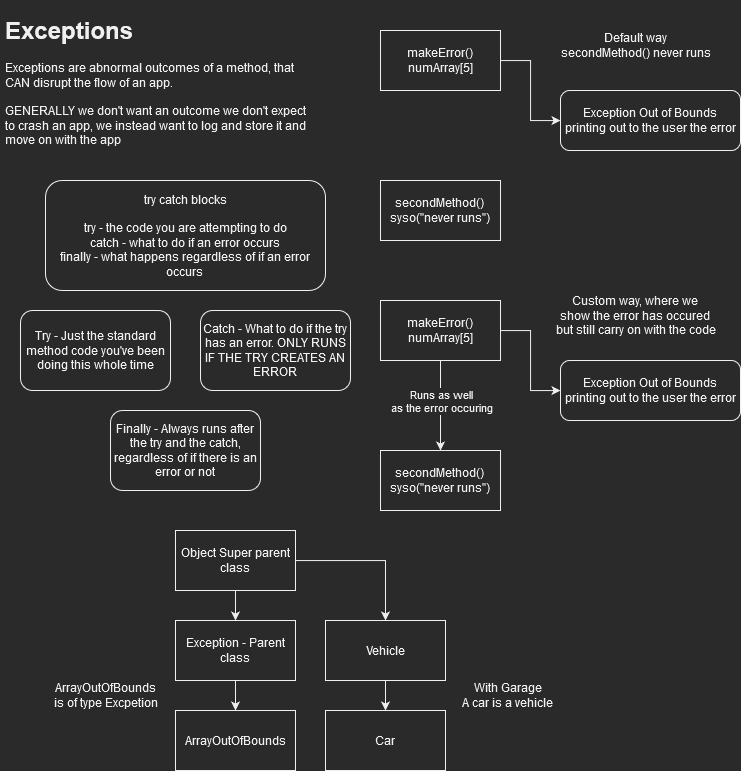 Exceptions
Exceptions are abnormal outcomes of a method, that
CAN disrupt the flow of an app.
GENERALLY we don't want an outcome we don't expect
to crash an app, we instead want to log and store it and
move on with the app
makeError()
numArray[5]
Default way
secondMethod() never runs
Exception Out of Bounds
printing out to the user the error
try catch blocks
try - the code you are attempting to do
catch - what to do if an error occurs
finally - what happens regardless of if an error
occurs
secondMethod()
syso("never runs")
Try - Just the standard
method code you've been
doing this whole time
Catch - What to do if the try
has an error. ONLY RUNS
IF THE TRY CREATES AN
ERROR
Finally - Always runs after
the try and the catch,
regardless of if there is an
error or not
makeError()
numArray[5]
Custom way, where we
show the error has occured
but still carry on with the code
Exception Out of Bounds
printing out to the user the error
Runs as well
as the error occuring
secondMethod()
syso("never runs")
Object Super parent
class
Exception - Parent
class
Vehicle
ArrayOutOfBounds
is of type Excpetion
With Garage
A car is a vehicle
ArrayOutOfBounds
Car